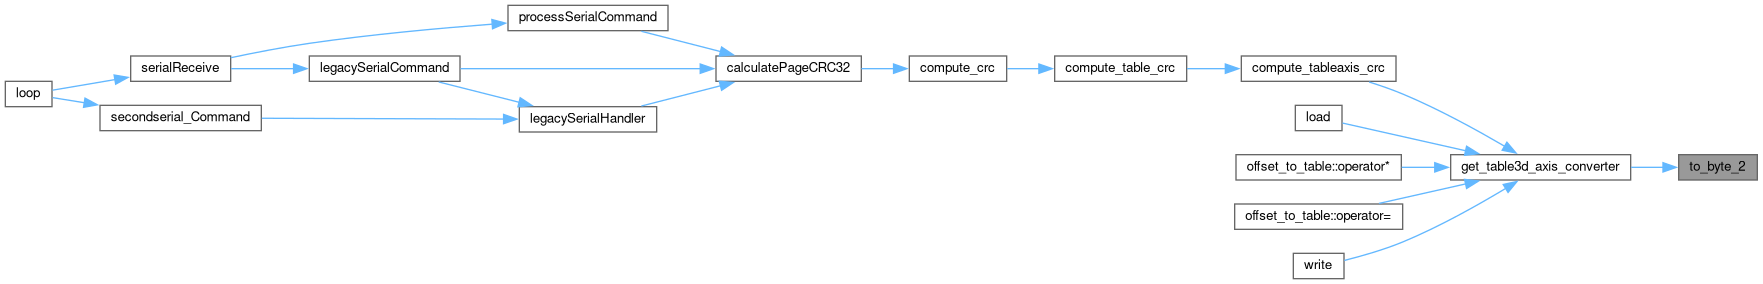 processSerialCommand
serialReceive
legacySerialCommand
calculatePageCRC32
compute_crc
compute_table_crc
compute_tableaxis_crc
loop
secondserial_Command
legacySerialHandler
load
offset_to_table::operator*
get_table3d_axis_converter
to_byte_2
offset_to_table::operator=
write